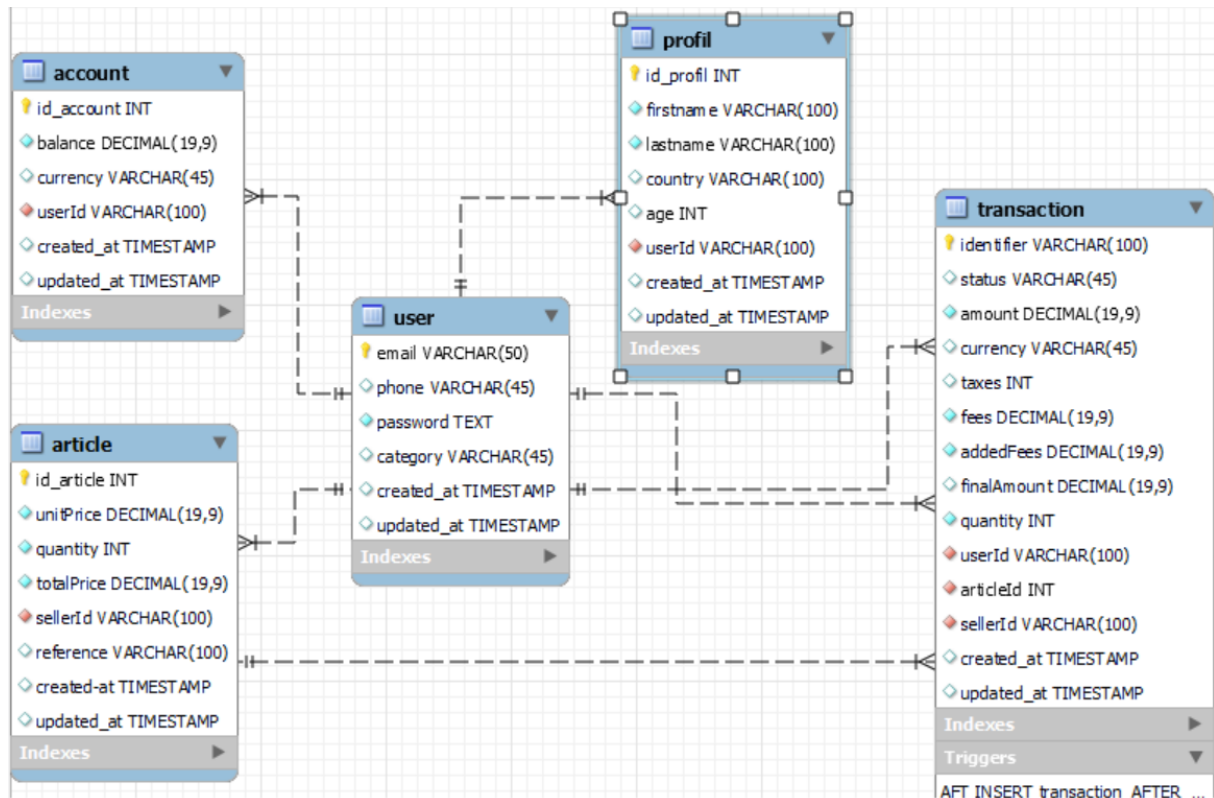 account
id_account INT
balance DECIMAL(19,9)
currency VARCHAR(45)
userId VARCHAR(100)
created_at TIMESTAMP
updated_at TIMESTAMP
Indexes
profil
id_profil INT
firstname VARCHAR(100)
lastname VARCHAR(100)
country VARCHAR(100)
age INT
userId VARCHAR(100)
created_at TIMESTAMP
updated_at TIMESTAMP
Indexes
user
email VARCHAR(50)
phone VARCHAR(45)
password TEXT
category VARCHAR(45)
created_at TIMESTAMP
updated_at TIMESTAMP
Indexes
article
id_article INT
unitPrice DECIMAL(19,9)
quantity INT
totalPrice DECIMAL(19,9)
sellerId VARCHAR(100)
reference VARCHAR(100)
created-at TIMESTAMP
updated_at TIMESTAMP
Indexes
transaction
identifier VARCHAR(100)
status VARCHAR(45)
amount DECIMAL(19,9)
currency VARCHAR(45)
taxes INT
fees DECIMAL(19,9)
addedFees DECIMAL(19,9)
finalAmount DECIMAL(19,9)
quantity INT
userId VARCHAR(100)
articleId INT
sellerId VARCHAR(100)
created_at TIMESTAMP
updated_at TIMESTAMP
Indexes
Triggers
AFT INSERT transaction AFTER ...